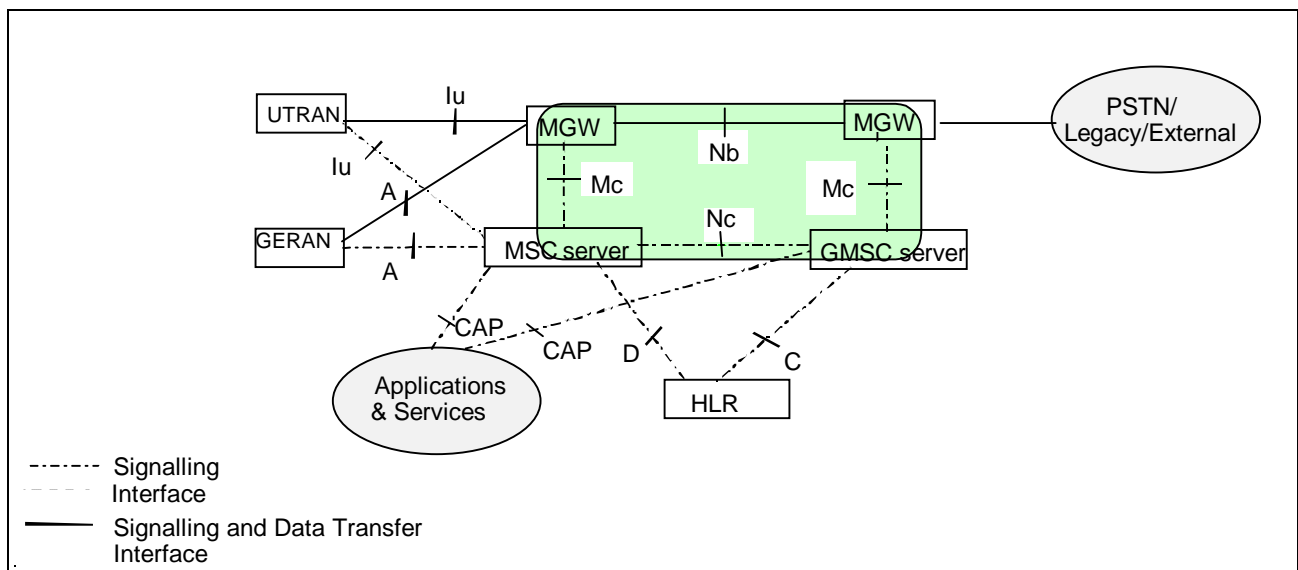 Iu
PSTN/
Legacy/External
UTRAN
MGW
MGW
Nb
Iu
Mc
Mc
A
Nc
GERAN
MSC server
GMSC server
A
CAP
CAP
D
C
Applications
& Services
HLR
Signalling
Interface
Signalling and Data Transfer
Interface